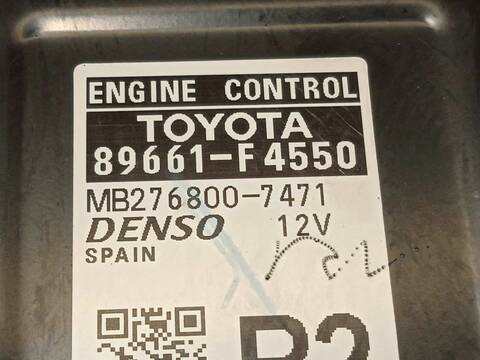 ENGINE CONTROL
TOYOTA
89661-F4550
MB276800-7471
DENSO 12V
SPAIN